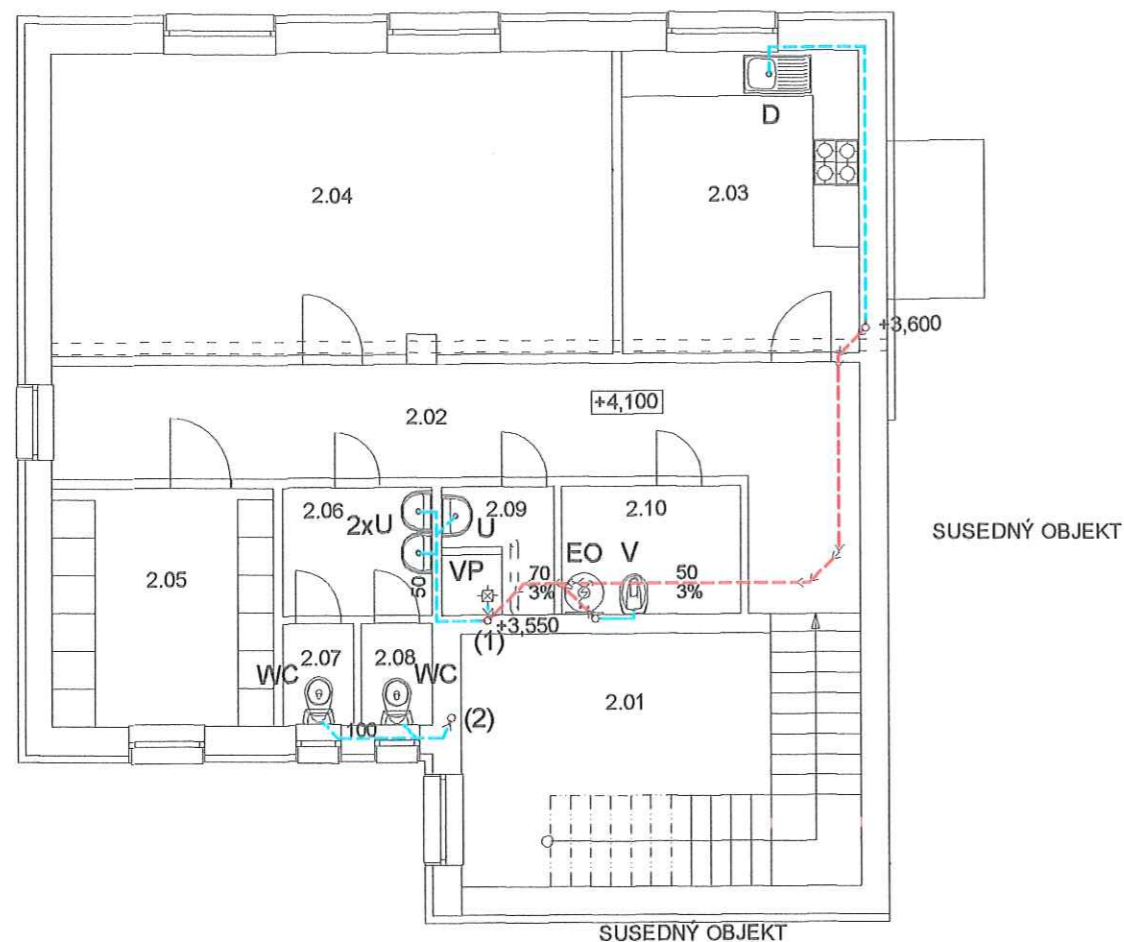 D
2.04
2.03
+3,600
+4,100
2.02
2.06
2xU
U
2.09
2.10
SUSEDNÝ OBJEKT
EO
V
2.05
50
VP
70
3%
50
3%
+3,550
(1)
2.07
2.08
WC
WC
2.01
100
(2)
SUSEDNÝ OBJEKT